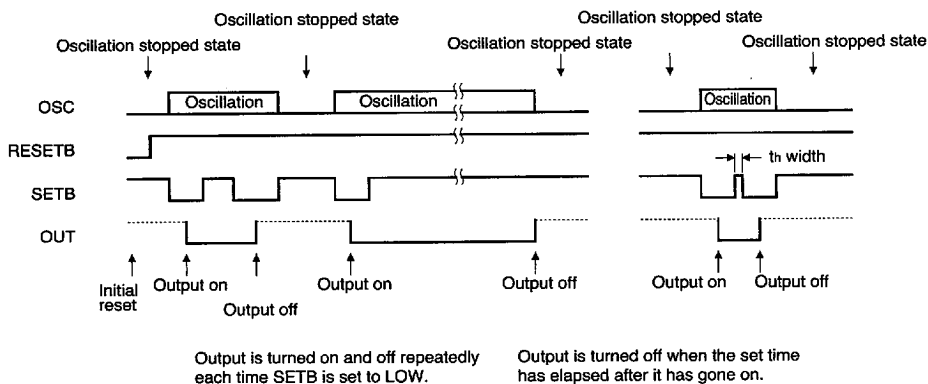 Oscillation stopped state
Oscillation stopped state
Oscillation stopped state
Oscillation stopped state
Oscillation stopped state
OSC
Oscillation
Oscillation
Oscillation
RESETB
th width
SETB
OUT
Initial
reset
Output on
Output off
Output on
Output off
Output on
Output off
Output is turned on and off repeatedly
each time SETB is set to LOW.
Output is turned off when the set time
has elapsed after it has gone on.